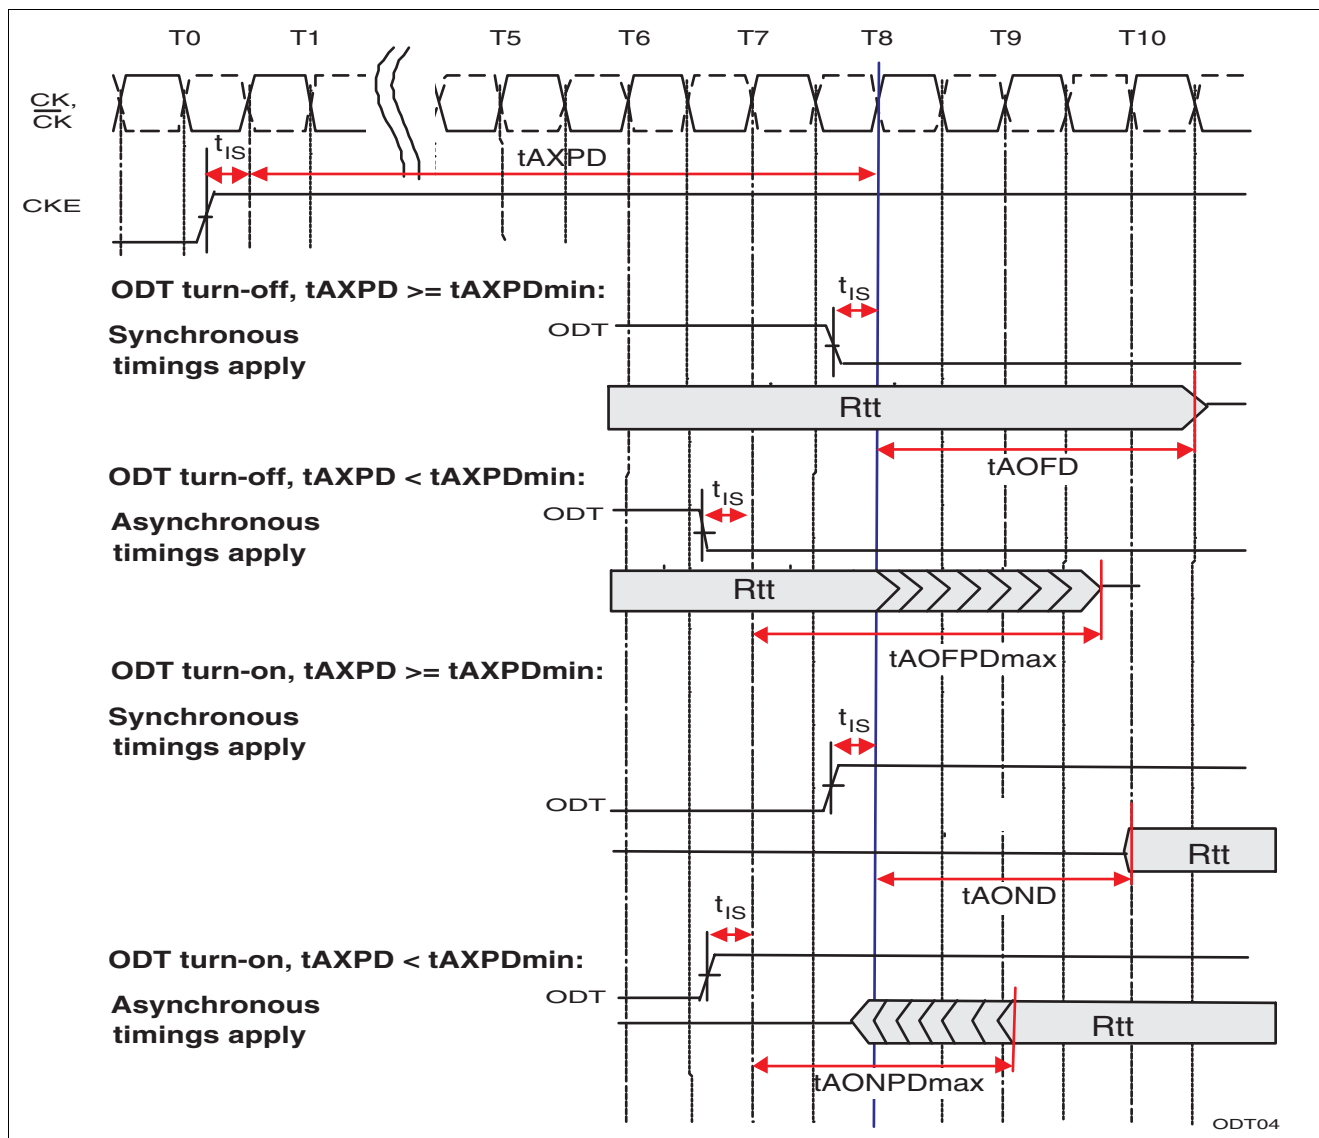 T0 T1 T5 T6 T7 T8 T9 T10
CK,
CK
tIS
tAXPD
CKE
ODT turn-off, tAXPD >= tAXPDmin:
tIS
Synchronous
timings apply
ODT
Rtt
tAOFD
ODT turn-off, tAXPD < tAXPDmin:
tIS
Asynchronous
timings apply
ODT
Rtt
tAOFPDmax
ODT turn-on, tAXPD >= tAXPDmin:
Synchronous
timings apply
tIS
ODT
Rtt
tAOND
tIS
ODT turn-on, tAXPD < tAXPDmin:
ODT
Asynchronous
timings apply
Rtt
tAONPDmax
ODT04